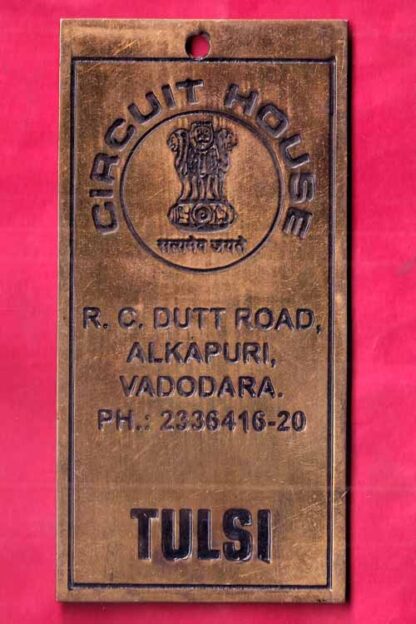 CIRCUIT HOUSE
सत्यमेव जयते
R. C. DUTT ROAD,
ALKAPURI,
VADODARA.
PH.: 2336416-20
TULSI